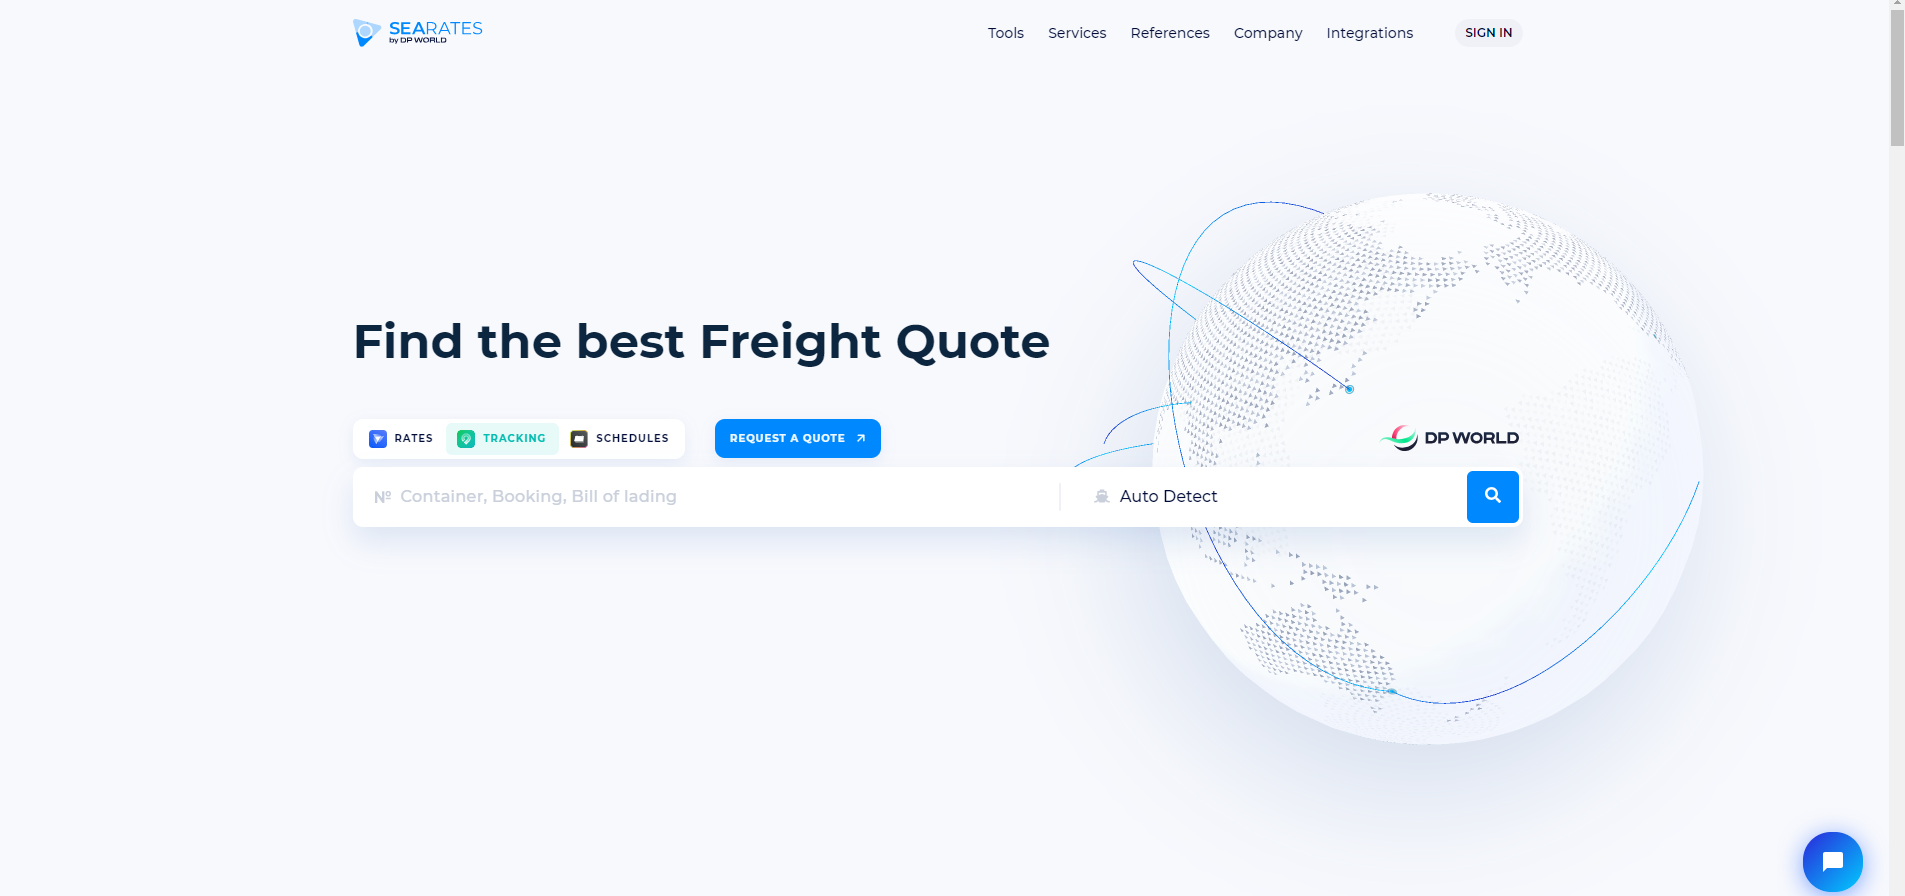 SEARATES
by DP WORLD
Tools Services References Company Integrations SIGN IN
Find the best Freight Quote
RATES TRACKING SCHEDULES REQUEST A QUOTE
DP WORLD
№ Container, Booking, Bill of lading Auto Detect